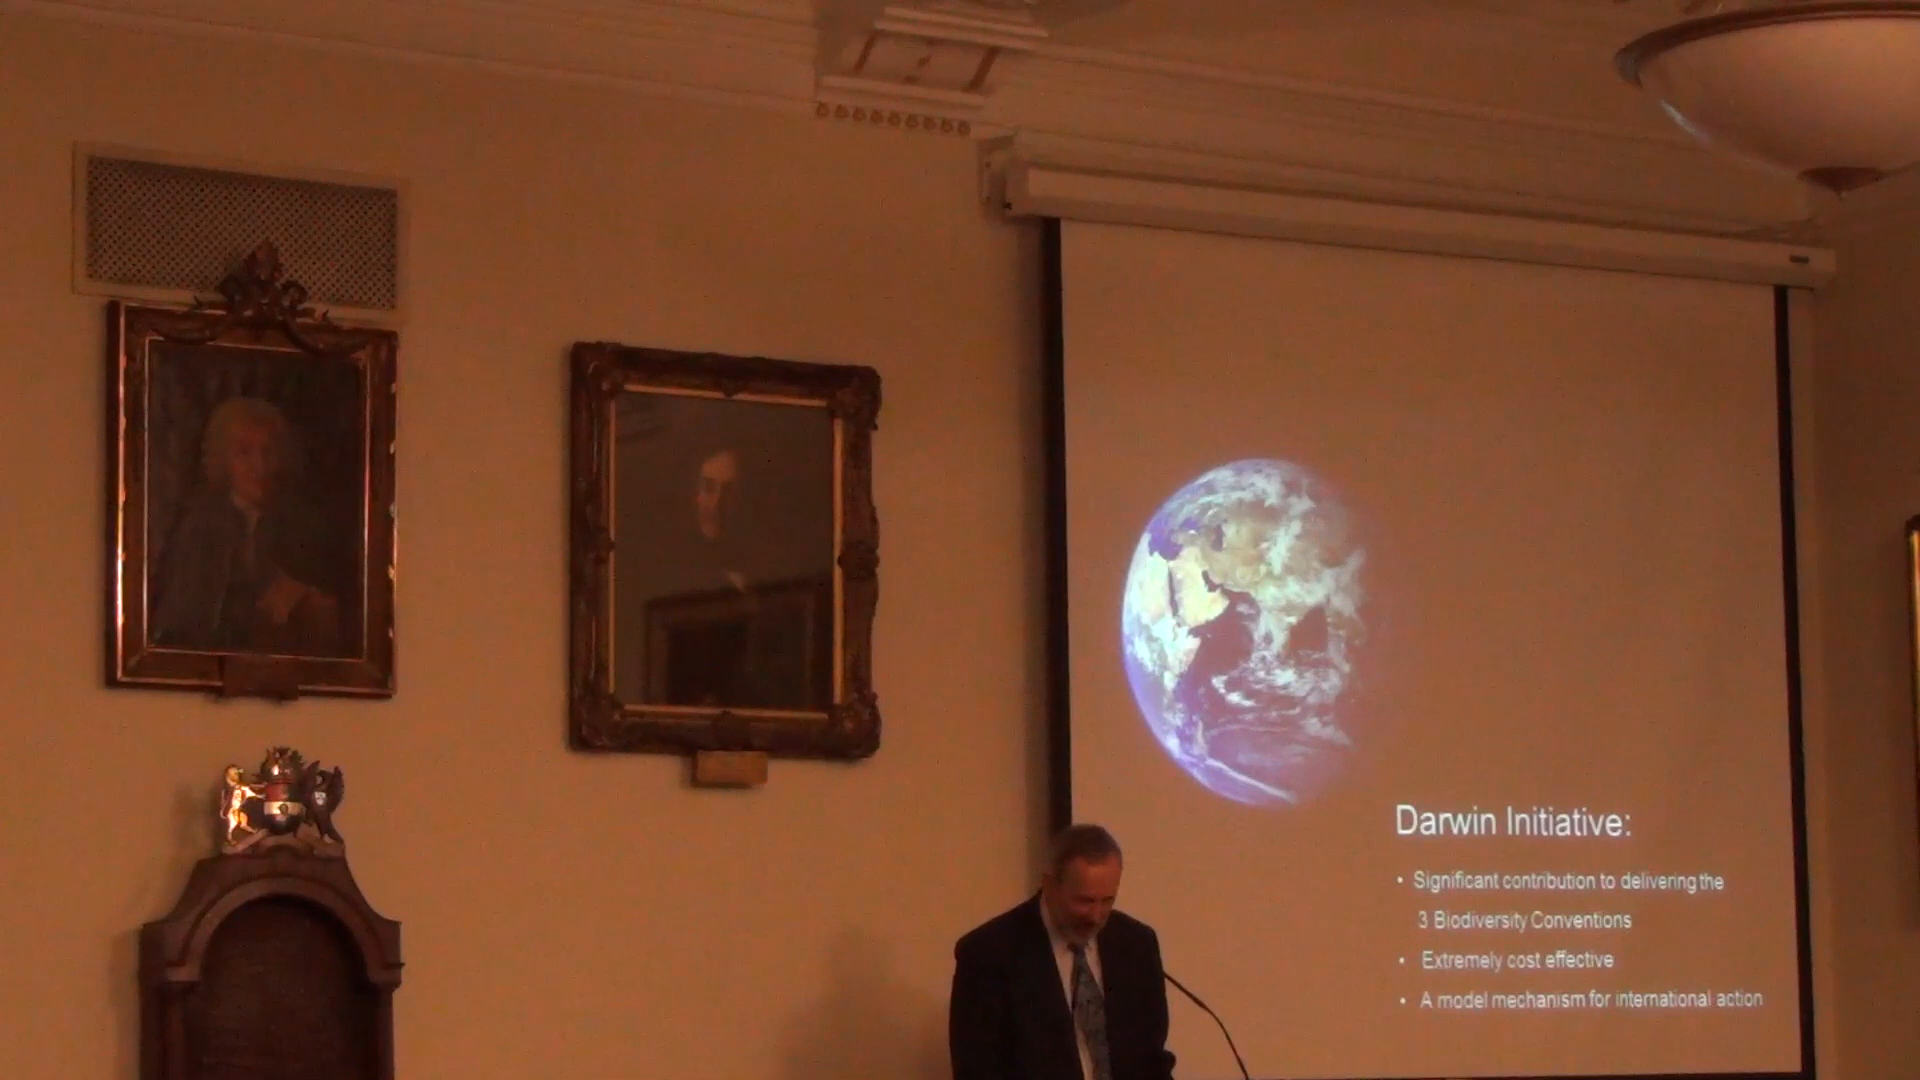 Darwin Initiative:
• Significant contribution to delivering the
3 Biodiversity Conventions
• Extremely cost effective
• A model mechanism for international action